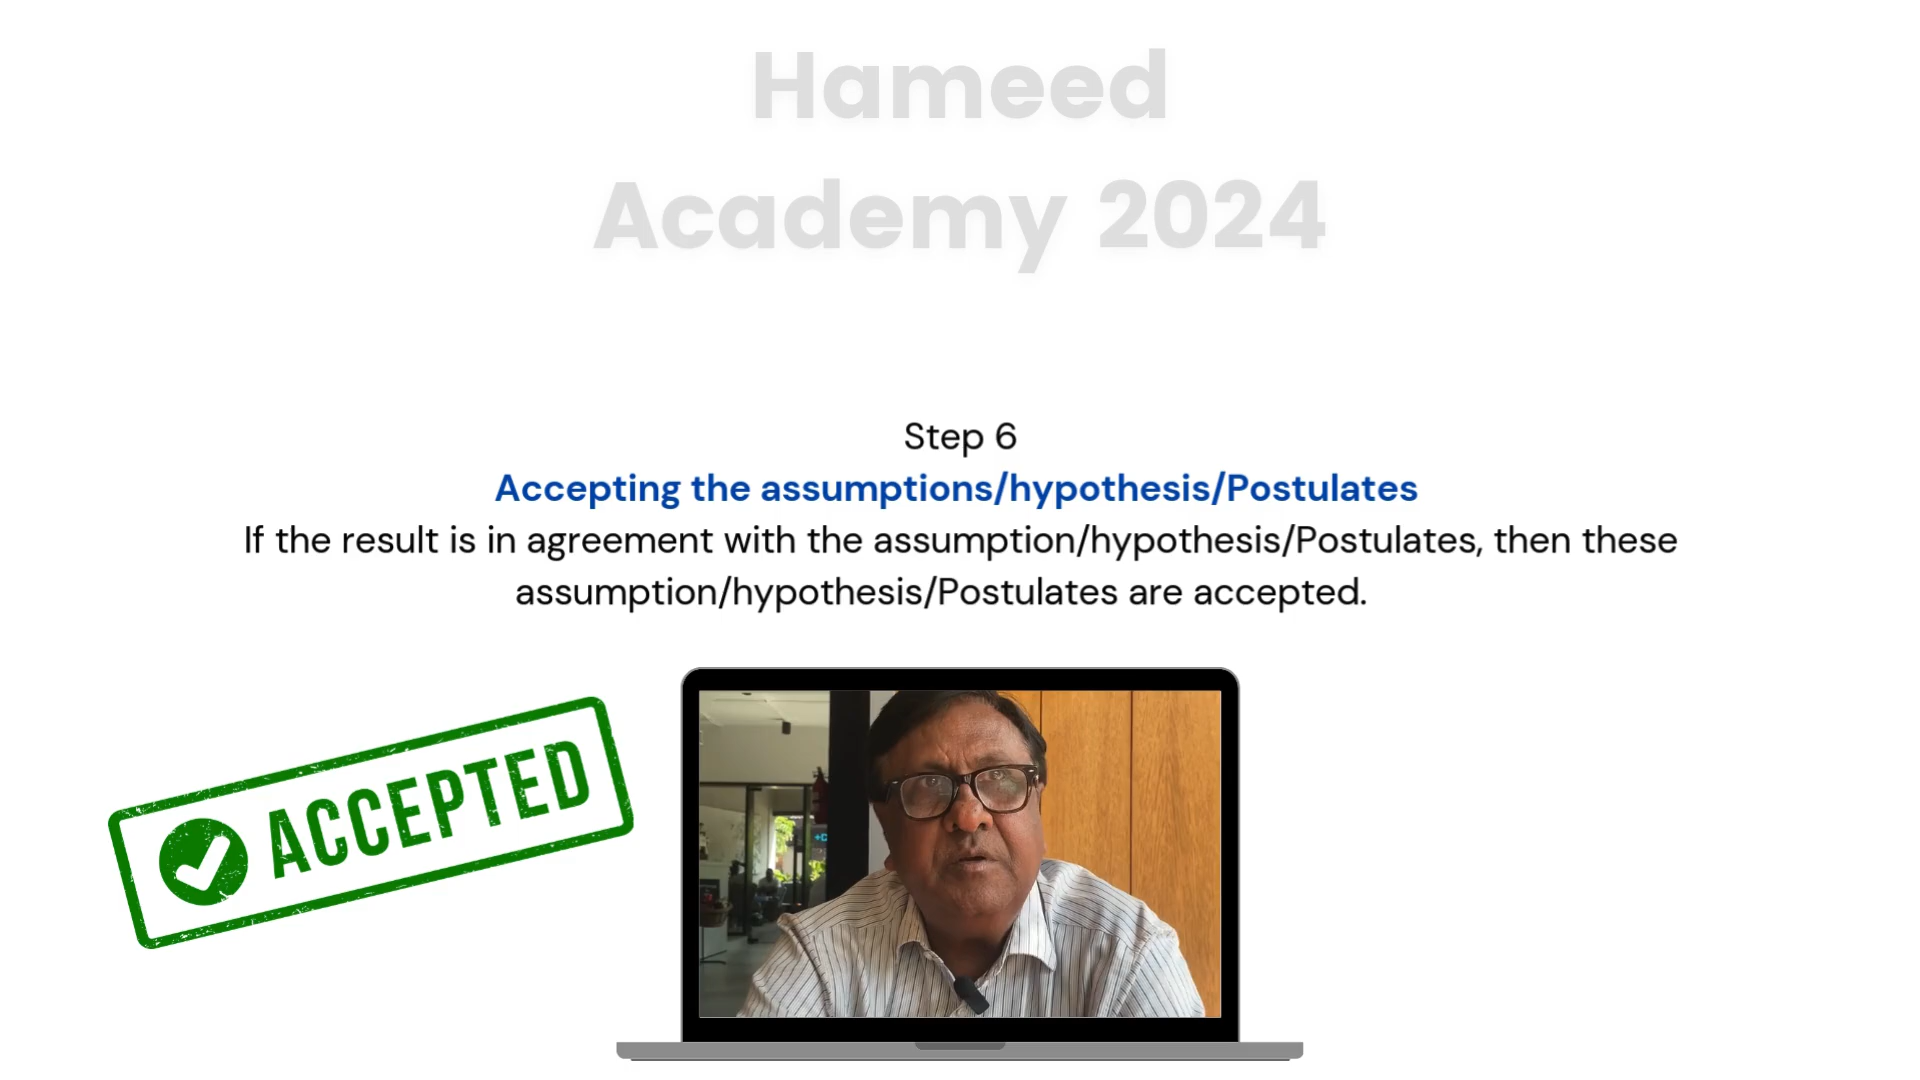 Hameed
Academy 2024
Step 6
Accepting the assumptions/hypothesis/Postulates
If the result is in agreement with the assumption/hypothesis/Postulates, then these
assumption/hypothesis/Postulates are accepted.
ACCEPTED